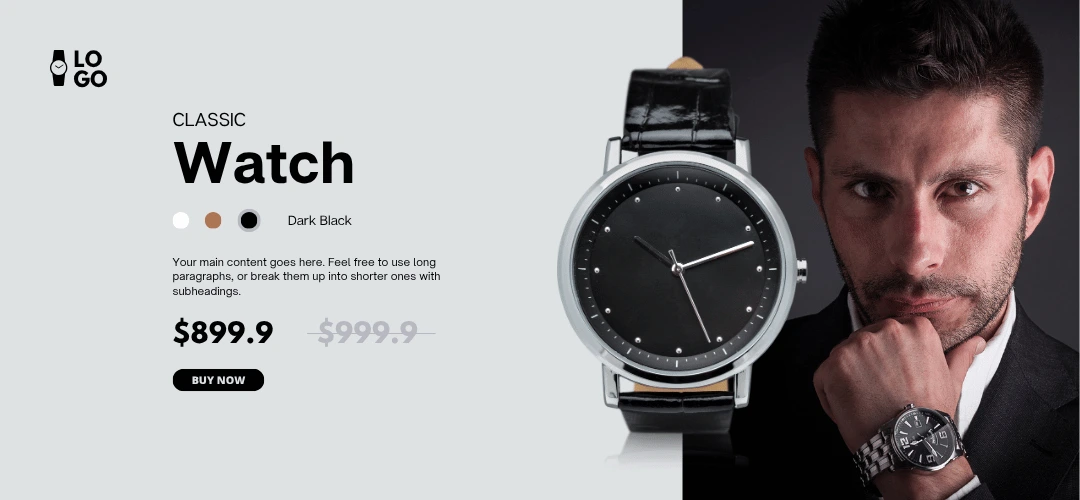 LO
GO
CLASSIC
Watch
Dark Black
Your main content goes here. Feel free to use long
paragraphs, or break them up into shorter ones with
subheadings.
$899.9 $999.9
BUY NOW